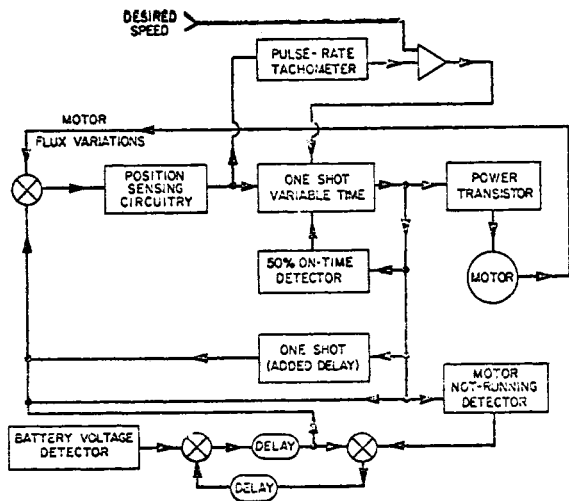 DESIRED
SPEED
PULSE-RATE
TACHOMETER
MOTOR
FLUX VARIATIONS
POSITION
SENSING
CIRCUITRY
ONE SHOT
VARIABLE TIME
POWER
TRANSISTOR
50% ON-TIME
DETECTOR
MOTOR
ONE SHOT
(ADDED DELAY)
MOTOR
NOT-RUNNING
DETECTOR
BATTERY VOLTAGE
DETECTOR
DELAY
DELAY